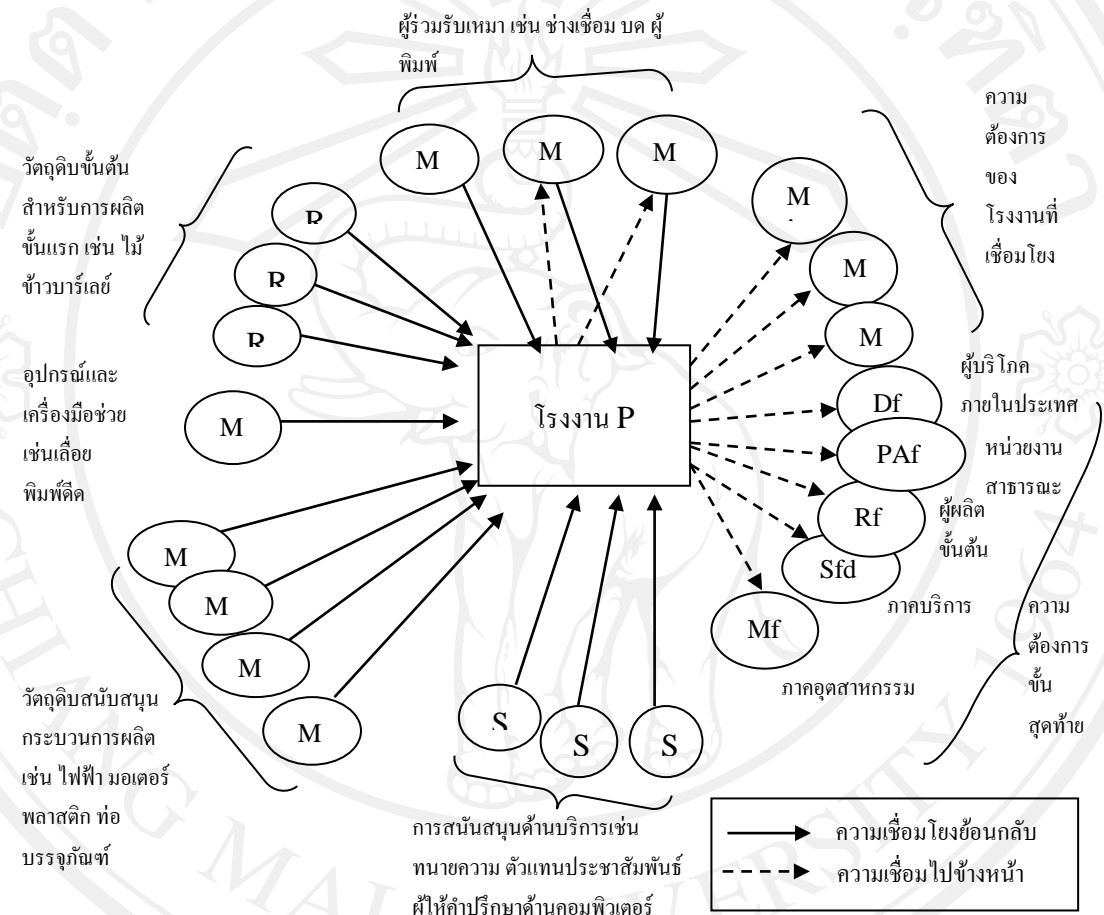 ผู้ร่วมรับเหมา เช่น ช่างเชื่อม บด ผู้
พิมพ์
M
M
M
วัตถุดิบขั้นต้น
สำหรับการผลิต
ขั้นแรก เช่น ไม้
ข้าวบาร์เลย์
R
R
R
อุปกรณ์และ
เครื่องมือช่วย
เช่นเลื่อย
พิมพ์ดีด
M
โรงงาน P
ความ
ต้องการ
ของ
โรงงานที่
เชื่อมโยง
M
M
M
Df
ผู้บริโภค
ภายในประเทศ
PAf
หน่วยงาน
สาธารณะ
Rf
ผู้ผลิต
ขั้นต้น
Sfd
ภาคบริการ
Mf
ภาคอุตสาหกรรม
ความ
ต้องการ
ขั้น
สุดท้าย
M
M
M
M
วัตถุดิบสนับสนุน
กระบวนการผลิต
เช่น ไฟฟ้า มอเตอร์
พลาสติก ท่อ
บรรจุภัณฑ์
S
S
S
การสนันสนุนด้านบริการเช่น
ทนายความ ตัวแทนประชาสัมพันธ์
ผู้ให้คำปรึกษาด้านคอมพิวเตอร์
ความเชื่อมโยงย้อนกลับ
ความเชื่อมไปข้างหน้า
CHIANG MAI UNIVERSITY 1964